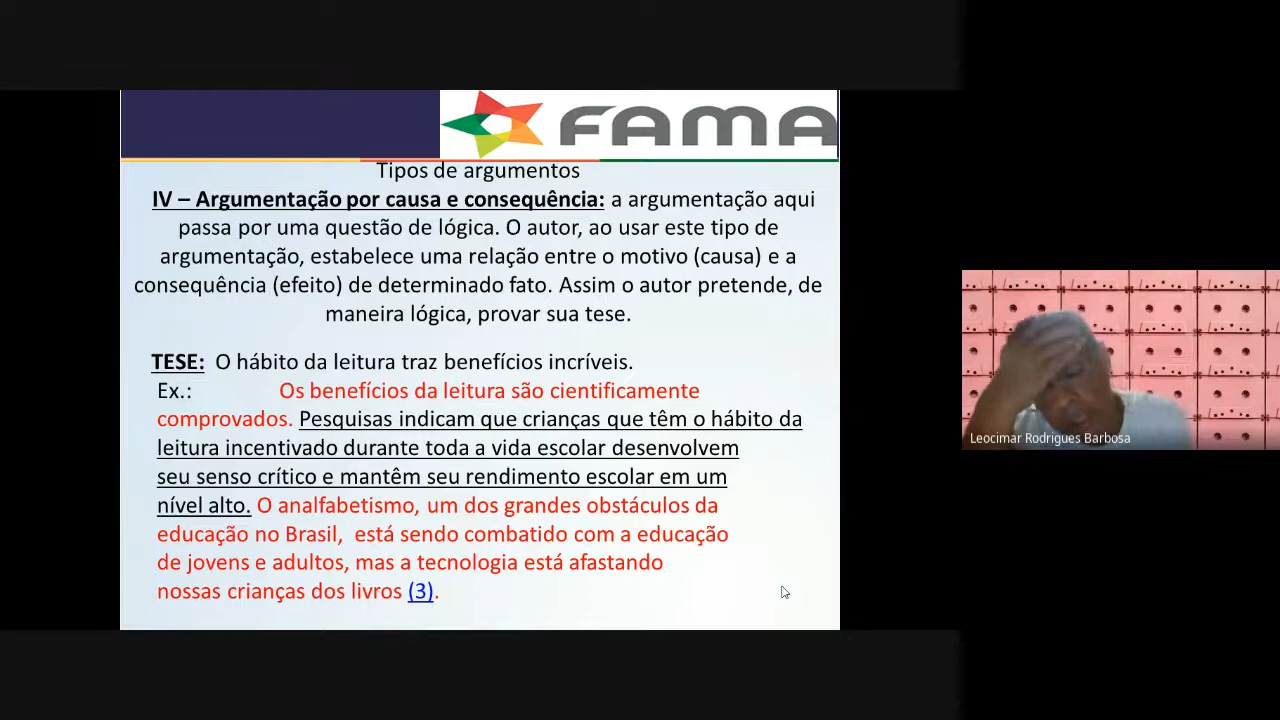 FAMA
Tipos de argumentos
IV – Argumentação por causa e consequência: a argumentação aqui
passa por uma questão de lógica. O autor, ao usar este tipo de
argumentação, estabelece uma relação entre o motivo (causa) e a
consequência (efeito) de determinado fato. Assim o autor pretende, de
maneira lógica, provar sua tese.
TESE: O hábito da leitura traz benefícios incríveis.
Ex.: Os benefícios da leitura são cientificamente
comprovados. Pesquisas indicam que crianças que têm o hábito da
leitura incentivado durante toda a vida escolar desenvolvem
seu senso crítico e mantêm seu rendimento escolar em um
nível alto. O analfabetismo, um dos grandes obstáculos da
educação no Brasil, está sendo combatido com a educação
de jovens e adultos, mas a tecnologia está afastando
nossas crianças dos livros (3).
Leocimar Rodrigues Barbosa